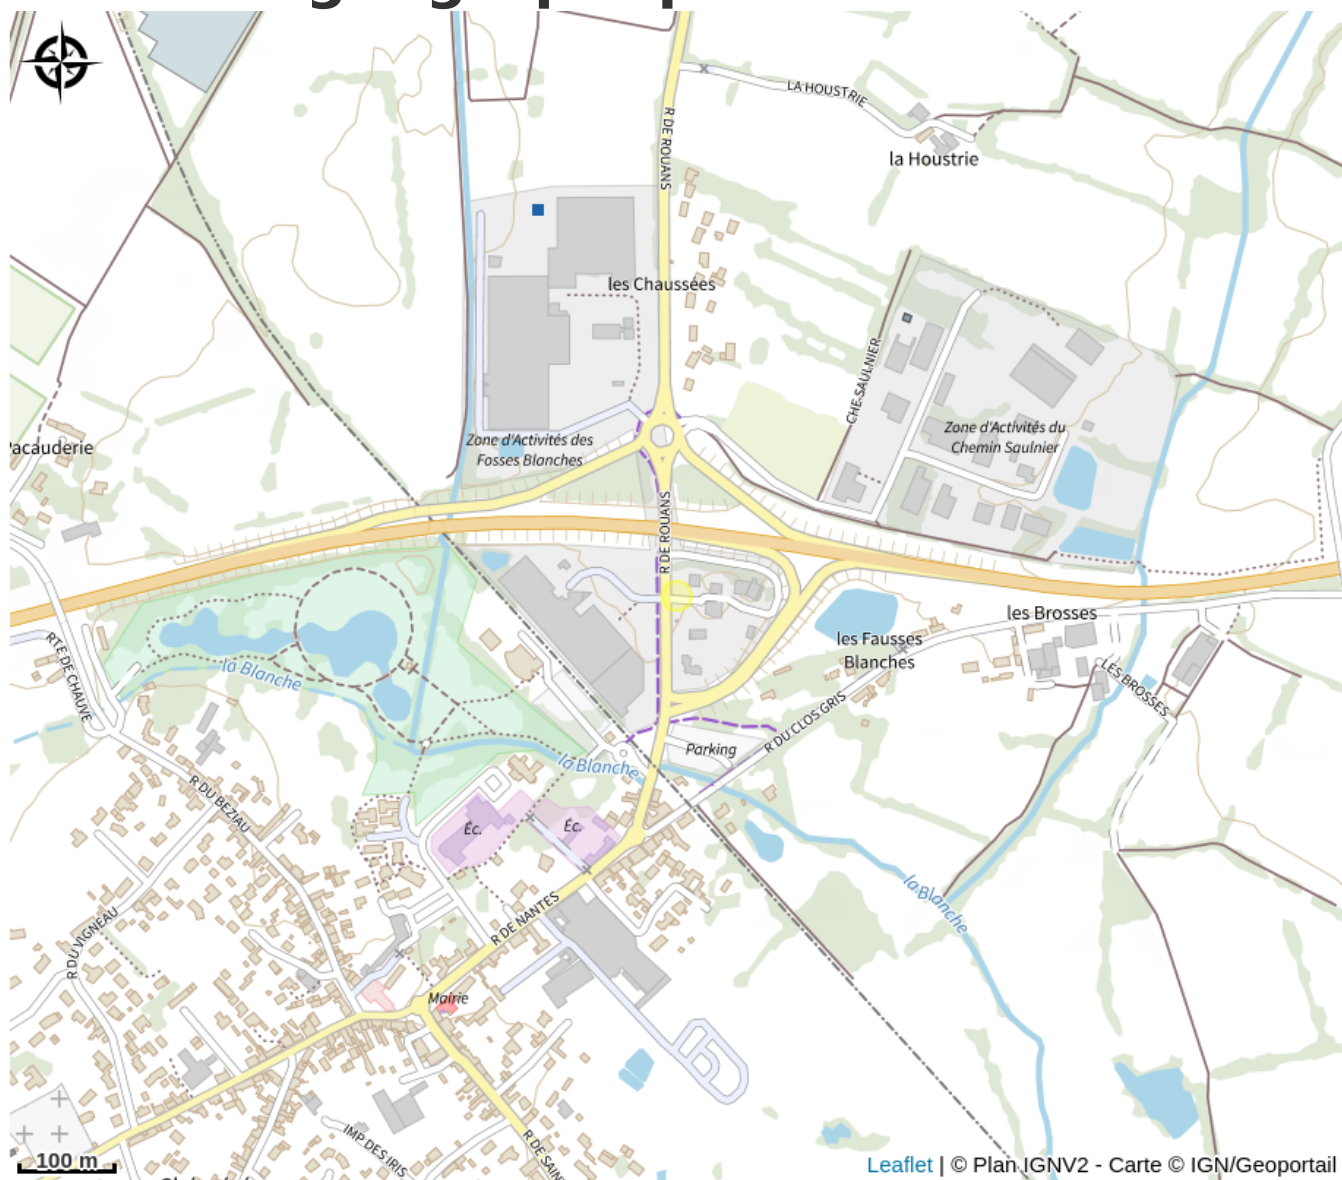 LA HOUSTRIE
la Houstrie
R DE ROUANS
les Chaussées
CHE SAULNIER
Zone d'Activités du
Chemin Saulnier
Zone d'Activités des
Fosses Blanches
acauderie
R DE ROUANS
les Brosses
les Fausses
Blanches
LES BROSSES
RTE DE CHAUVE
la Blanche
R DU CLOS GRIS
Parking
la Blanche
R DU BEZIAU
Éc.
Éc.
la Blanche
R DE NANTES
R DU VIGNEAU
Mairie
IMP DES IRIS
R DE SAIN
100 m
Leaflet | © Plan IGNV2 - Carte © IGN/Geoportail